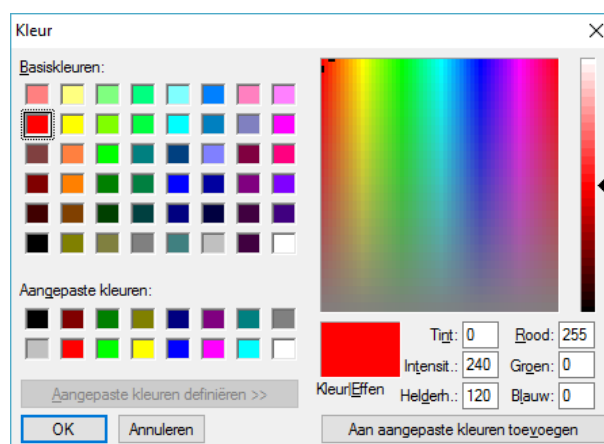 Kleur
Basiskleuren:
Aangepaste kleuren:
Aangepaste kleuren definiëren >>
OK
Annuleren
Kleur|Effen
Tint: 0
Rood: 255
Intensit.: 240
Groen: 0
Helderh.: 120
Blauw: 0
Aan aangepaste kleuren toevoegen